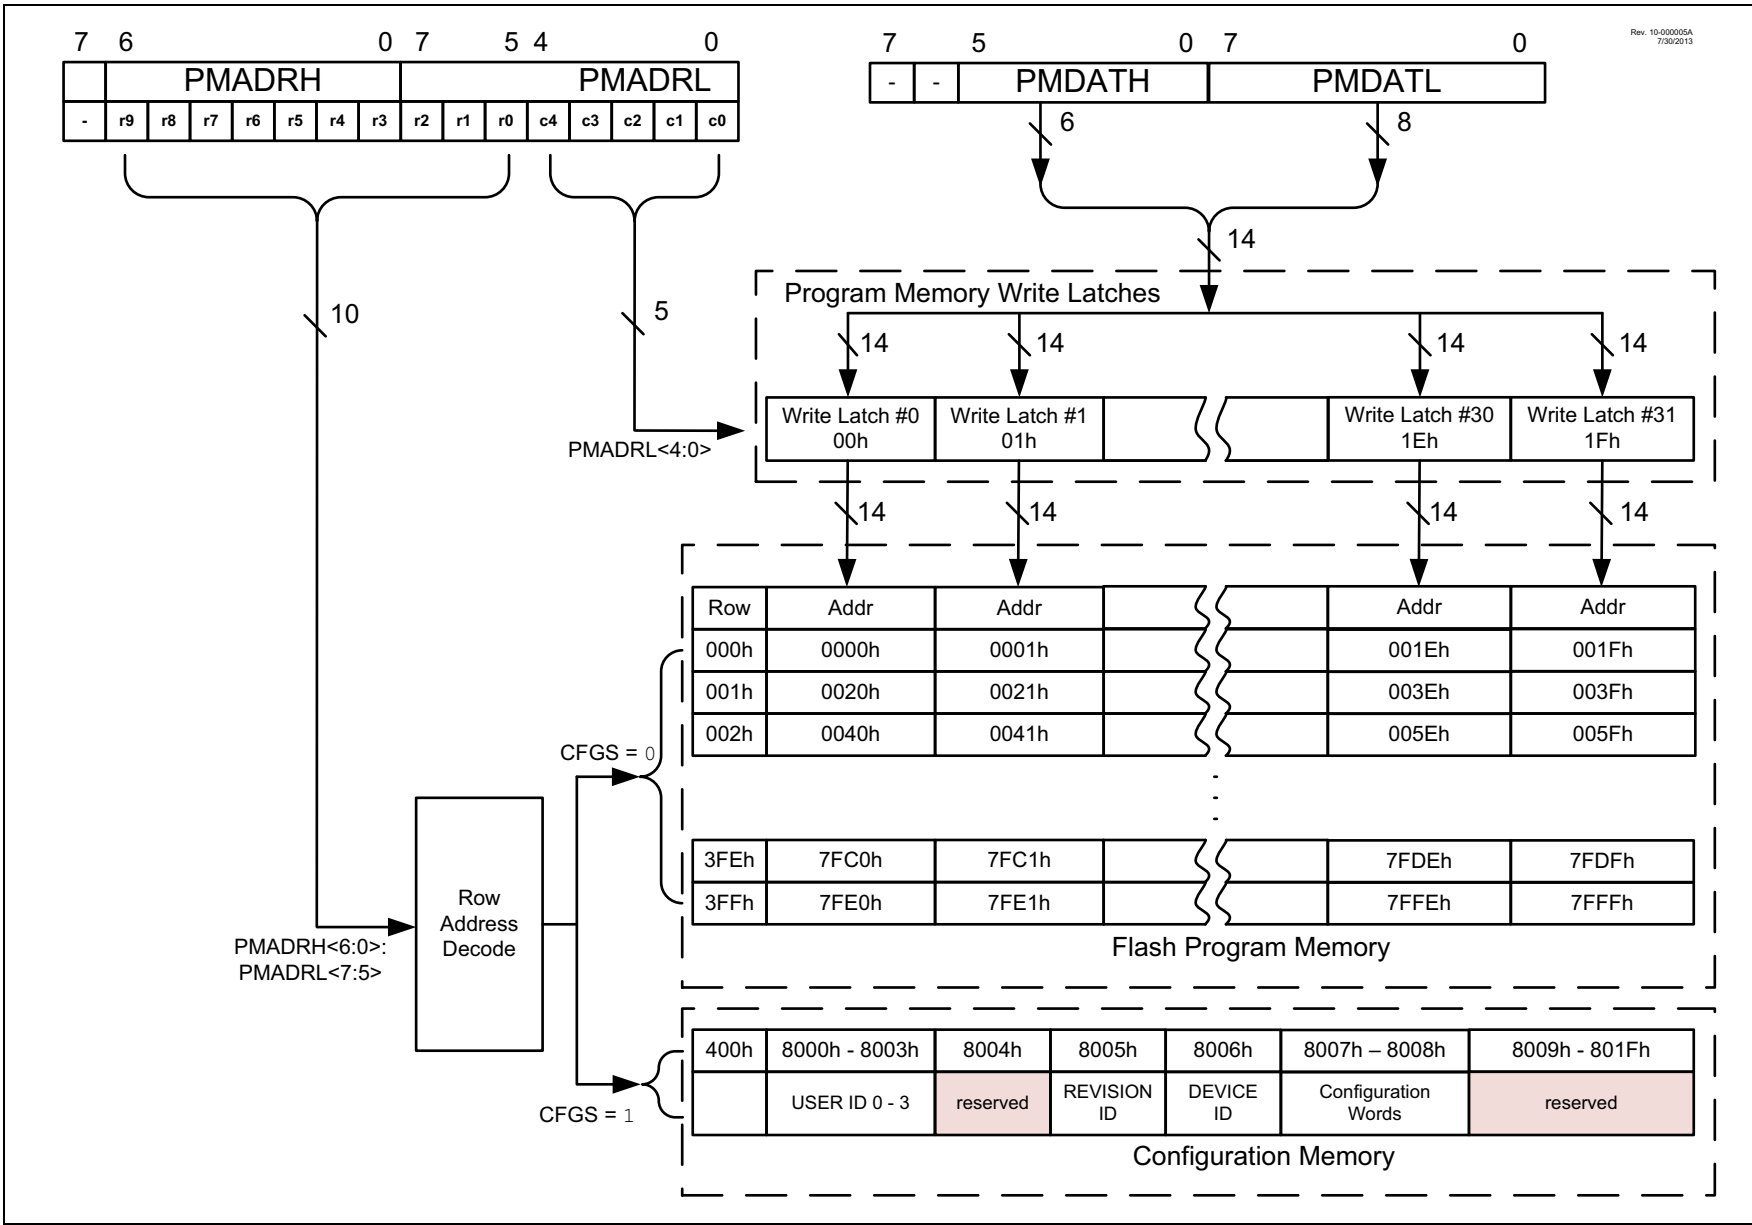 7 6 0 7 5 4 0
7 5 0 7 0
Rev. 10-000005A
7/30/2013
PMADRH PMADRL
- r9 r8 r7 r6 r5 r4 r3 r2 r1 r0 c4 c3 c2 c1 c0
- - PMDATH PMDATL
6 8
14
10
5
Program Memory Write Latches
14 14 14 14
PMADRL<4:0>
Write Latch #0
00h
Write Latch #1
01h
Write Latch #30
1Eh
Write Latch #31
1Fh
14 14 14 14
Row Addr Addr Addr Addr
000h 0000h 0001h 001Eh 001Fh
001h 0020h 0021h 003Eh 003Fh
002h 0040h 0041h 005Eh 005Fh
CFGS = 0
3FEh 7FC0h 7FC1h 7FDEh 7FDFh
3FFh 7FE0h 7FE1h 7FFEh 7FFFh
Flash Program Memory
Row
Address
Decode
PMADRH<6:0>:
PMADRL<7:5>
400h 8000h - 8003h 8004h 8005h 8006h 8007h – 8008h 8009h - 801Fh
USER ID 0 - 3
reserved
REVISION
ID
DEVICE
ID
Configuration
Words
reserved
CFGS = 1
Configuration Memory